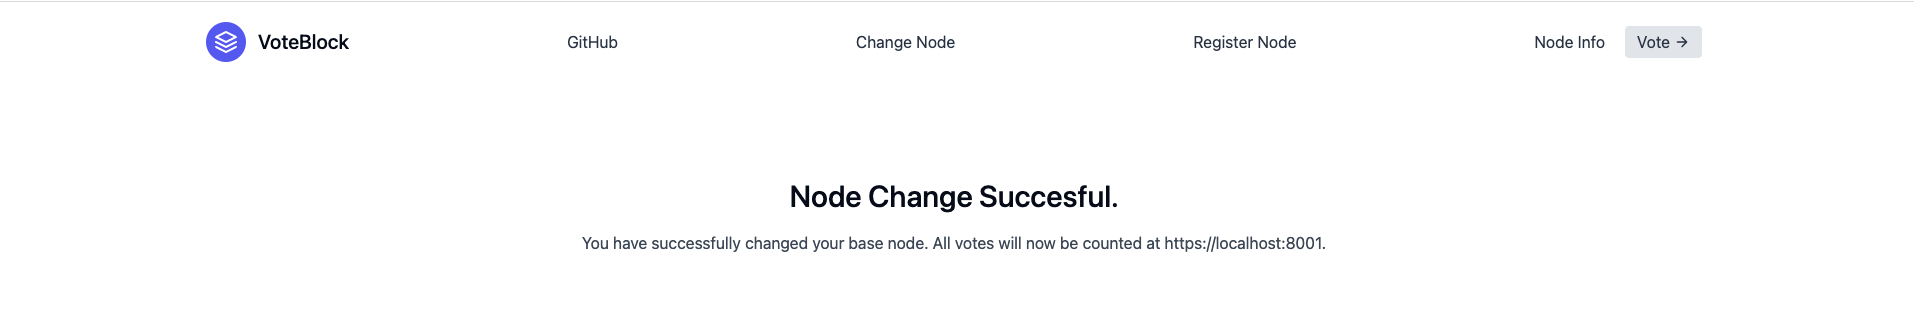 VoteBlock GitHub Change Node Register Node Node Info Vote →
Node Change Succesful.
You have successfully changed your base node. All votes will now be counted at https://localhost:8001.